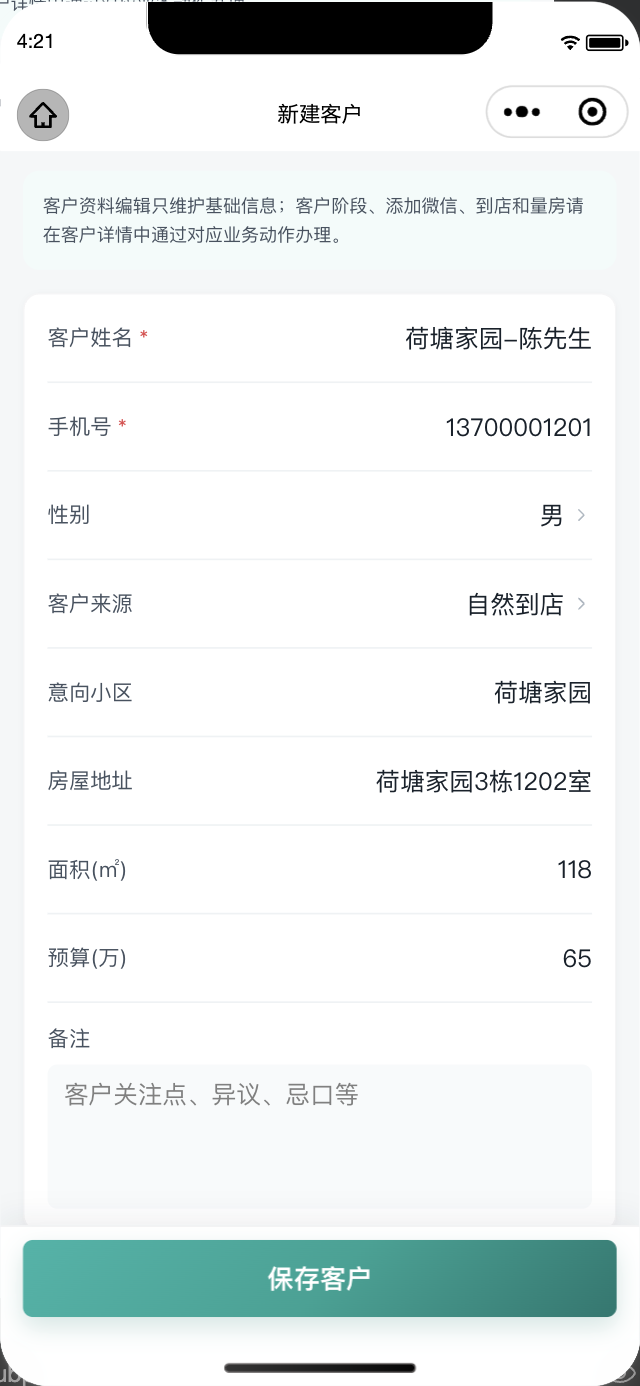 4:21
新建客户
客户资料编辑只维护基础信息；客户阶段、添加微信、到店和量房请
在客户详情中通过对应业务动作办理。
客户姓名 * 荷塘家园–陈先生
手机号 * 13700001201
性别 男
客户来源 自然到店
意向小区 荷塘家园
房屋地址 荷塘家园3栋1202室
面积(㎡) 118
预算(万) 65
备注
客户关注点、异议、忌口等
保存客户